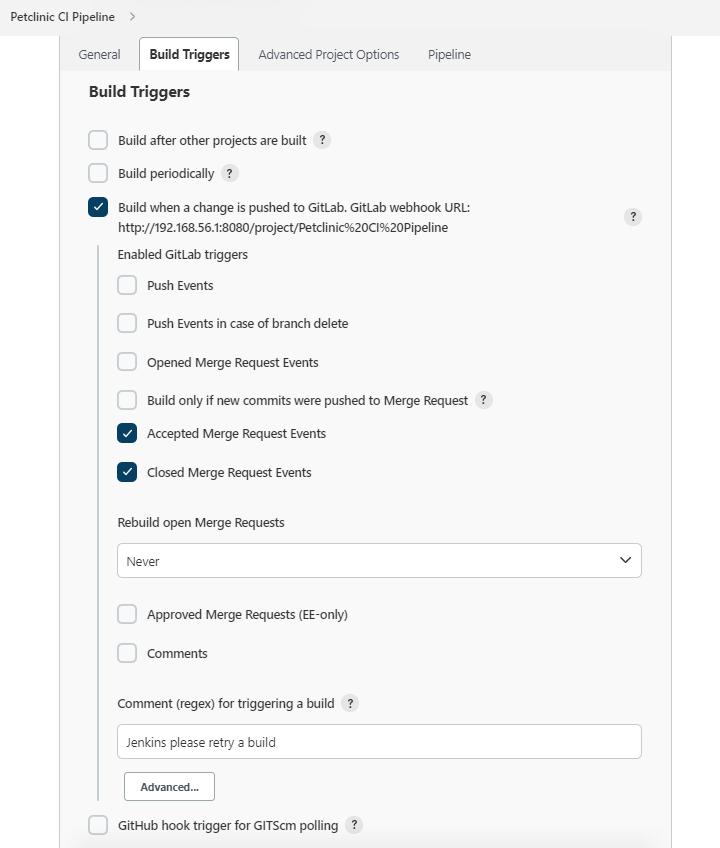 Petclinic CI Pipeline >
General Build Triggers Advanced Project Options Pipeline
Build Triggers
Build after other projects are built ?
Build periodically ?
Build when a change is pushed to GitLab. GitLab webhook URL:
http://192.168.56.1:8080/project/Petclinic%20CI%20Pipeline ?
Enabled GitLab triggers
Push Events
Push Events in case of branch delete
Opened Merge Request Events
Build only if new commits were pushed to Merge Request ?
Accepted Merge Request Events
Closed Merge Request Events
Rebuild open Merge Requests
Never
Approved Merge Requests (EE-only)
Comments
Comment (regex) for triggering a build ?
Jenkins please retry a build
Advanced...
GitHub hook trigger for GITScm polling ?